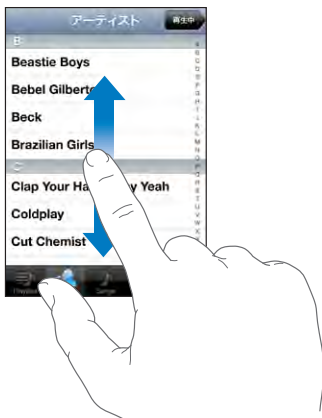 アーティスト 再生中
B
Beastie Boys
Bebel Gilberto
Beck
Brazilian Girls
C
Clap Your Ha y Yeah
Coldplay
Cut Chemist